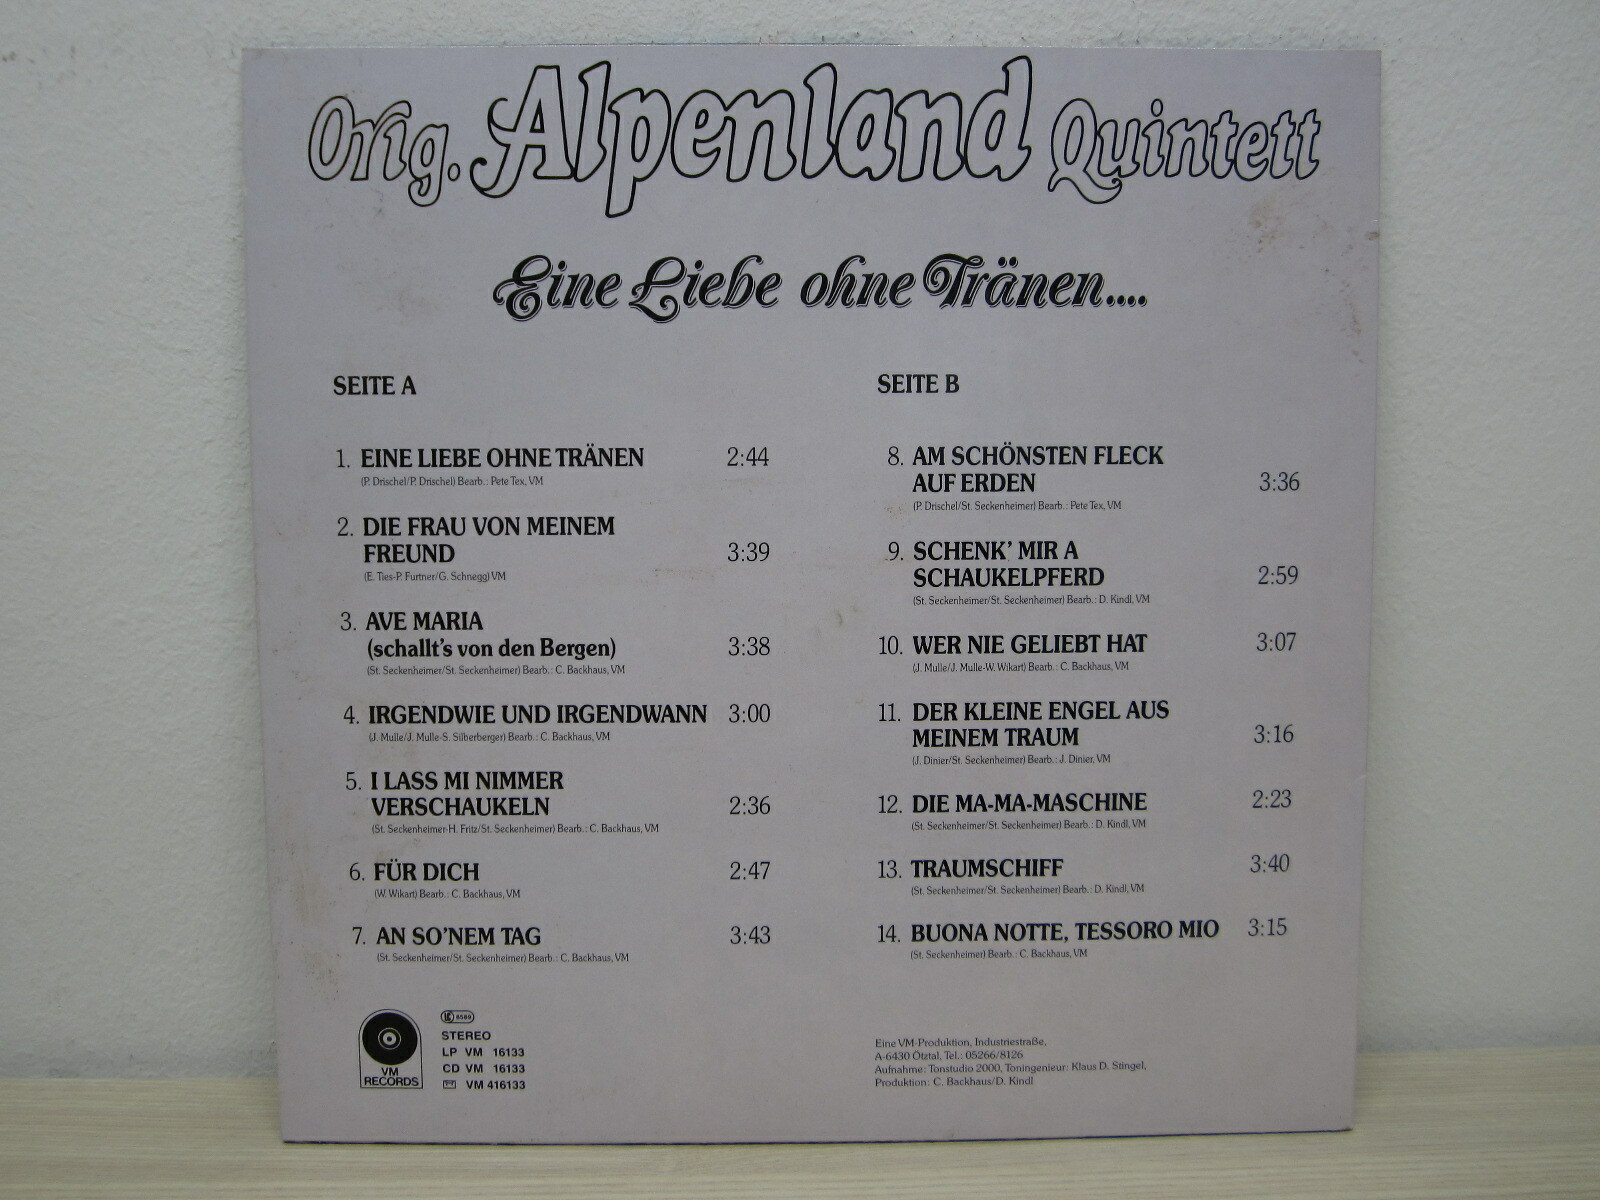 Orig. Alpenland Quintett
Eine Liebe ohne Tränen....
SEITE A
1. EINE LIEBE OHNE TRÄNEN 2:44
(P. Drischel/P. Drischel) Bearb.: Pete Tex, VM
2. DIE FRAU VON MEINEM
FREUND 3:39
(E. Ties-P. Furtner/G. Schnegg) VM
3. AVE MARIA
(schallt's von den Bergen) 3:38
(St. Seckenheimer/St. Seckenheimer) Bearb.: C. Backhaus, VM
4. IRGENDWIE UND IRGENDWANN 3:00
(J. Mulle/J. Mulle-S. Silberberger) Bearb.: C. Backhaus, VM
5. I LASS MI NIMMER
VERSCHAUKELN 2:36
(St. Seckenheimer-H. Fritz/St. Seckenheimer) Bearb.: C. Backhaus, VM
6. FÜR DICH 2:47
(W. Wikart) Bearb.: C. Backhaus, VM
7. AN SO'NEM TAG 3:43
(St. Seckenheimer/St. Seckenheimer) Bearb.: C. Backhaus, VM
SEITE B
8. AM SCHÖNSTEN FLECK
AUF ERDEN 3:36
(P. Drischel/St. Seckenheimer) Bearb.: Pete Tex, VM
9. SCHENK' MIR A
SCHAUKELPFERD 2:59
(St. Seckenheimer/St. Seckenheimer) Bearb.: D. Kindl, VM
10. WER NIE GELIEBT HAT 3:07
(J. Mulle/J. Mulle-W. Wikart) Bearb.: C. Backhaus, VM
11. DER KLEINE ENGEL AUS
MEINEM TRAUM 3:16
(J. Dinier/St. Seckenheimer) Bearb.: J. Dinier, VM
12. DIE MA-MA-MASCHINE 2:23
(St. Seckenheimer/St. Seckenheimer) Bearb.: D. Kindl, VM
13. TRAUMSCHIFF 3:40
(St. Seckenheimer/St. Seckenheimer) Bearb.: D. Kindl, VM
14. BUONA NOTTE, TESSORO MIO 3:15
(St. Seckenheimer) Bearb.: C. Backhaus, VM
VM
RECORDS
STEREO
LP VM 16133
CD VM 16133
VM 416133
Eine VM-Produktion, Industriestraße,
A-6430 Ötztal, Tel.: 05266/8126
Aufnahme: Tonstudio 2000, Toningenieur: Klaus D. Stingel,
Produktion: C. Backhaus/D. Kindl